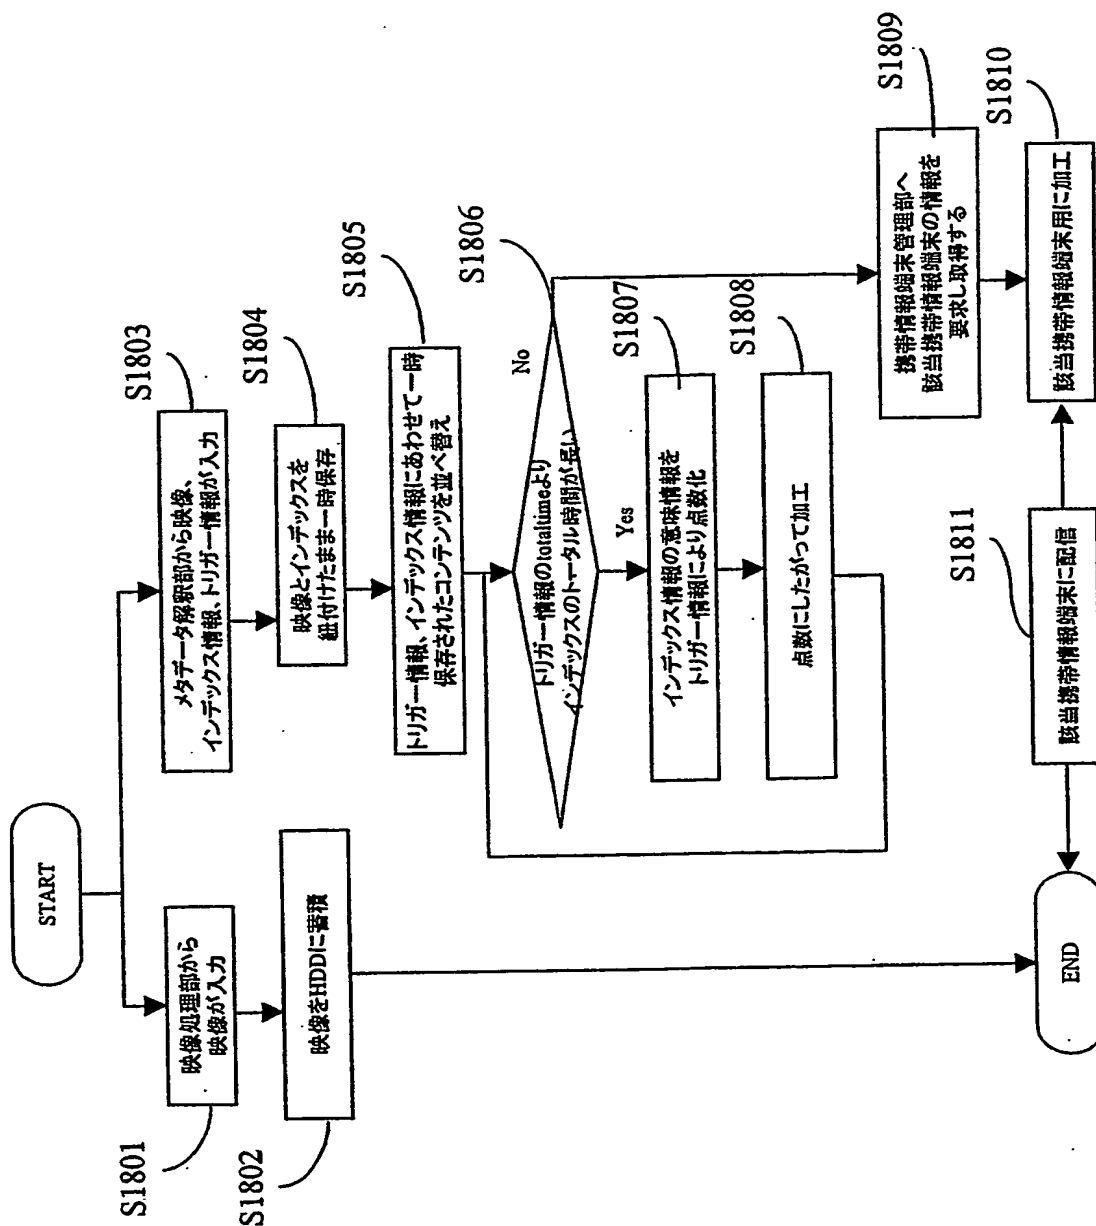 START
S1801
映像処理部から
映像が入力
S1802
映像をHDDに蓄積
S1803
メタデータ解釈部から映像、
インデックス情報、トリガー情報が入力
S1804
映像とインデックスを
紐付けたまま一時保存
S1805
トリガー情報、インデックス情報にあわせて一時
保存されたコンテンツを並べ替え
S1806
トリガー情報のtotaltimeより
インデックスのトータル時間が長い
No
Yes
S1807
インデックス情報の意味情報を
トリガー情報により点数化
S1808
点数にしたがって加工
S1809
携帯情報端末管理部へ
該当携帯情報端末の情報を
要求し取得する
S1810
該当携帯情報端末用に加工
S1811
該当携帯情報端末に配信
END